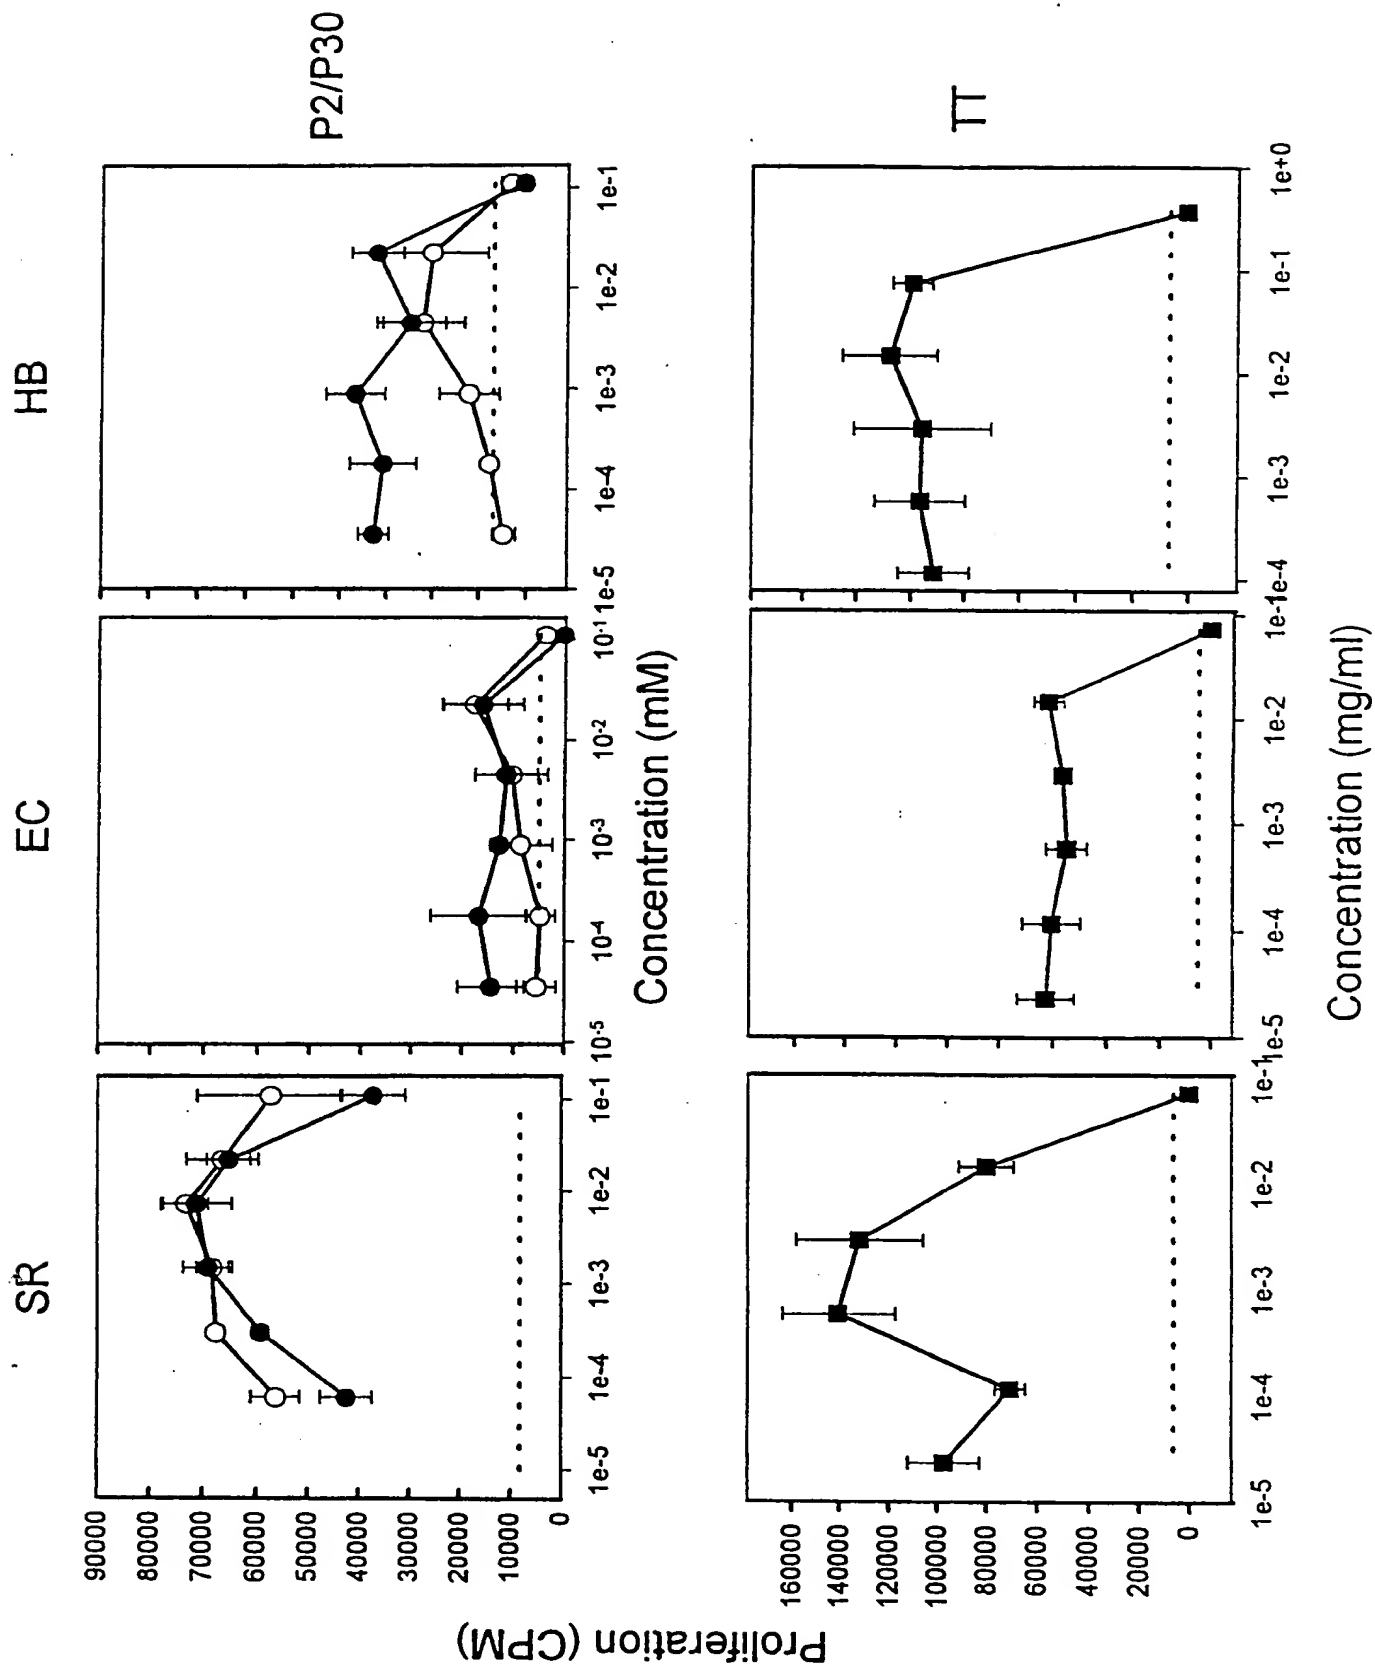 SR
EC
HB
90000
80000
70000
60000
50000
40000
30000
20000
10000
0
1e-5
1e-4
1e-3
1e-2
1e-1
10-5
10-4
10-3
10-2
10-1
1e-5
1e-4
1e-3
1e-2
1e-1
P2/P30
Concentration (mM)
Proliferation (CPM)
160000
140000
120000
100000
80000
60000
40000
20000
0
1e-5
1e-4
1e-3
1e-2
1e-1
1e-5
1e-4
1e-3
1e-2
1e-1
1e-4
1e-3
1e-2
1e-1
1e+0
TT
Concentration (mg/ml)